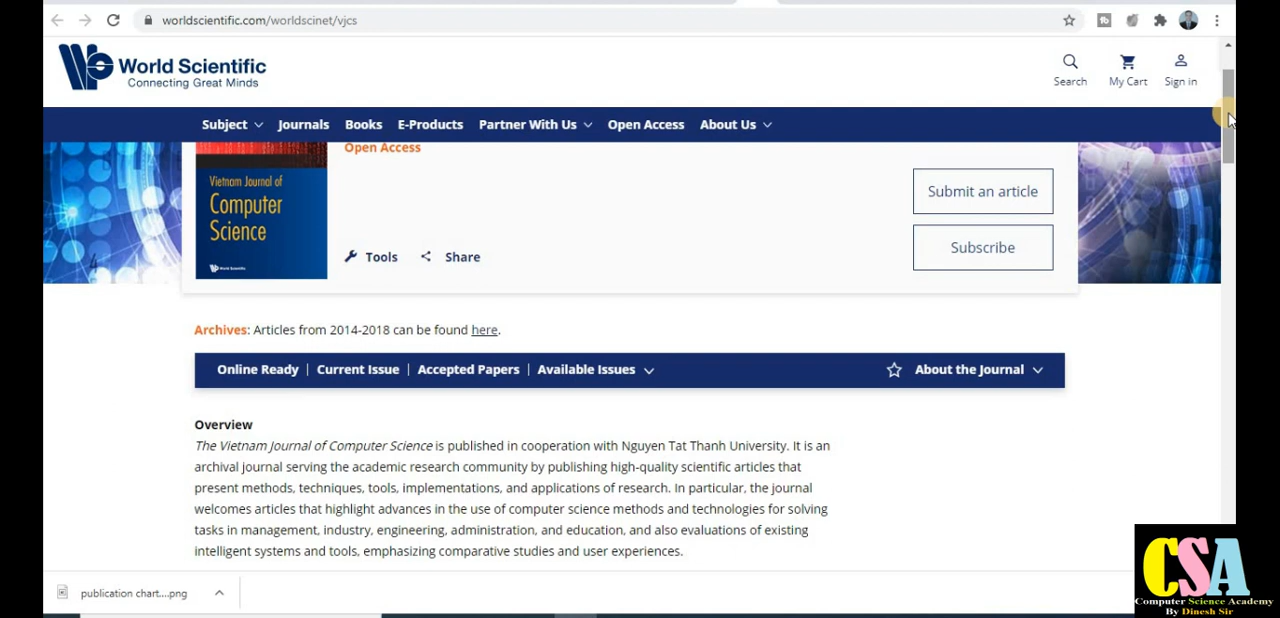 worldscientific.com/worldscinet/vjcs
World Scientific
Connecting Great Minds
Search
My Cart
Sign in
Subject
Journals
Books
E-Products
Partner With Us
Open Access
About Us
Open Access
Vietnam Journal of
Computer
Science
World Scientific
Submit an article
Subscribe
Tools
Share
Archives: Articles from 2014-2018 can be found here.
Online Ready | Current Issue | Accepted Papers | Available Issues
About the Journal
Overview
The Vietnam Journal of Computer Science is published in cooperation with Nguyen Tat Thanh University. It is an
archival journal serving the academic research community by publishing high-quality scientific articles that
present methods, techniques, tools, implementations, and applications of research. In particular, the journal
welcomes articles that highlight advances in the use of computer science methods and technologies for solving
tasks in management, industry, engineering, administration, and education, and also evaluations of existing
intelligent systems and tools, emphasizing comparative studies and user experiences.
publication chart....png
CSA
Computer Science Academy
By Dinesh Sir